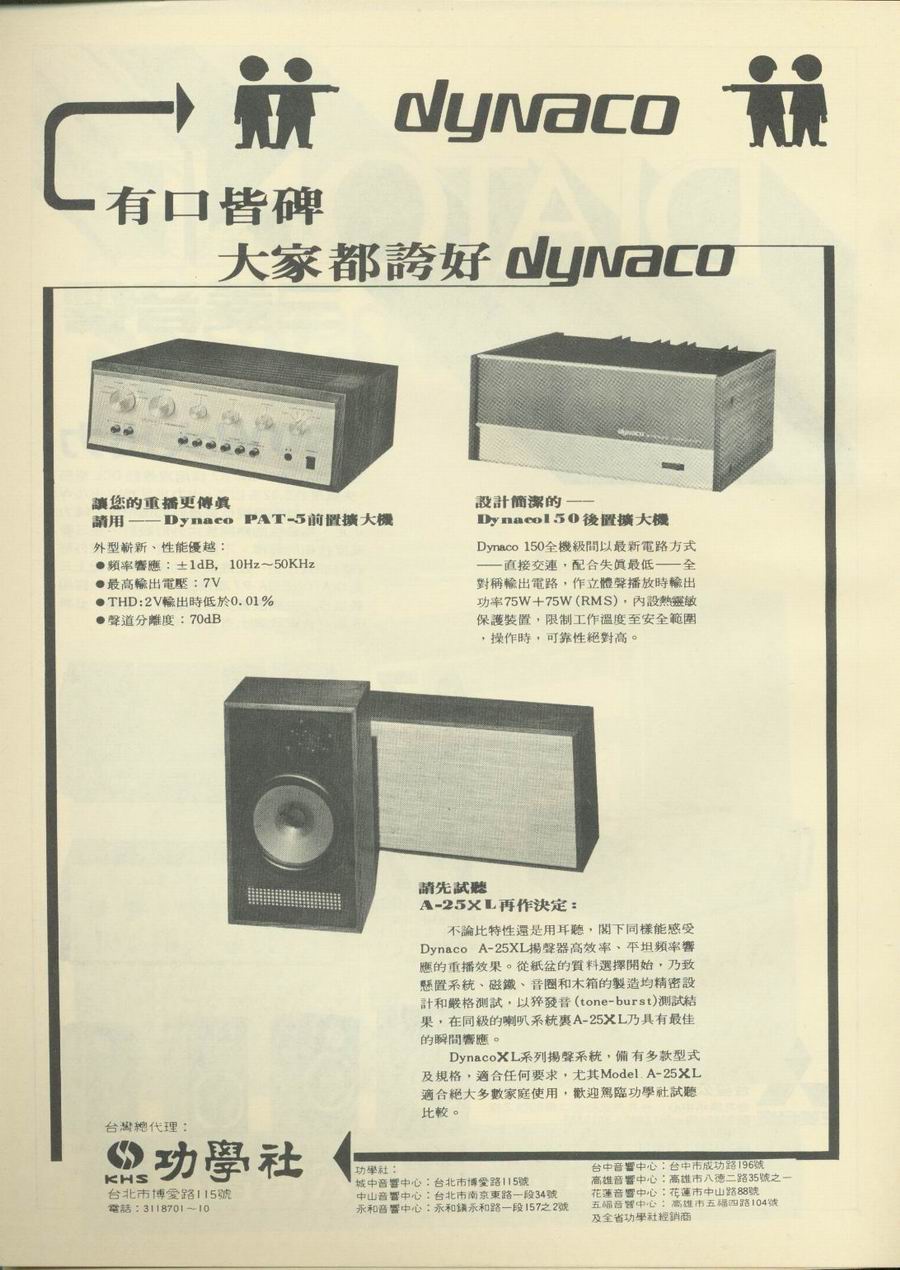 dynaco
有口皆碑
大家都誇好 dynaco
dynaco
讓您的重播更傳眞
請用——Dynaco PAT-5前置擴大機
外型嶄新、性能優越：
●頻率響應：±1dB, 10Hz～50KHz
●最高輸出電壓：7V
●THD:2V輸出時低於0.01%
●聲道分離度：70dB
設計簡潔的——
Dynaco150後置擴大機
Dynaco 150全機級間以最新電路方式
——直接交連，配合失眞最低——全
對稱輸出電路，作立體聲播放時輸出
功率75W＋75W(RMS)，內設熱靈敏
保護裝置，限制工作溫度至安全範圍
，操作時，可靠性絕對高。
請先試聽
A-25XL再作決定：
不論比特性還是用耳聽，閣下同樣能感受
Dynaco A-25XL揚聲器高效率、平坦頻率響
應的重播效果。從紙盆的質料選擇開始，乃致
懸置系統、磁鐵、音圈和木箱的製造均精密設
計和嚴格測試，以猝發音(tone-burst)測試結
果，在同級的喇叭系統裏A-25XL乃具有最佳
的瞬間響應。
DynacoXL系列揚聲系統，備有多款型式
及規格，適合任何要求，尤其Model A-25XL
適合絕大多數家庭使用，歡迎駕臨功學社試聽
比較。
台灣總代理：
KHS 功學社
台北市博愛路115號
電話：3118701～10
功學社：
城中音響中心：台北市博愛路115號
中山音響中心：台北市南京東路一段34號
永和音響中心：永和鎭永和路一段157之2號
台中音響中心：台中市成功路196號
高雄音響中心：高雄市八德二路35號之一
花蓮音響中心：花蓮市中山路88號
五福音響中心：高雄市五福四路104號
及全省功學社經銷商